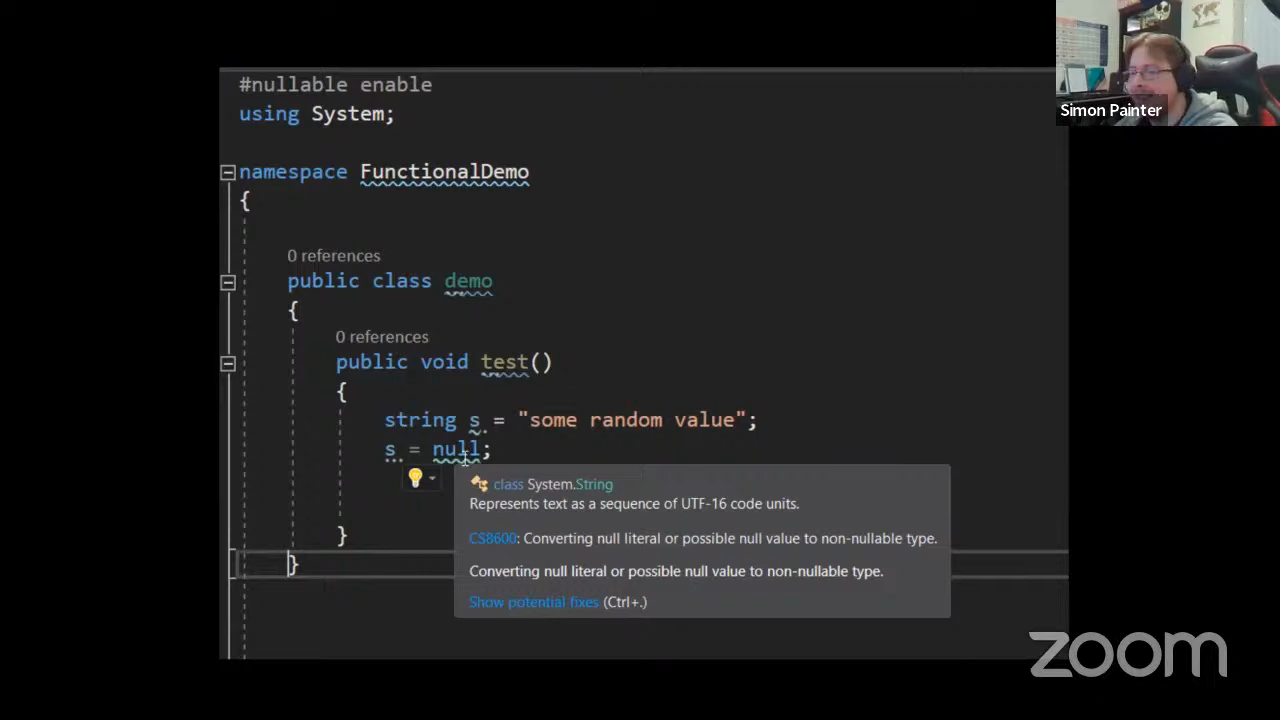 #nullable enable
using System;
Simon Painter
namespace FunctionalDemo
{
0 references
public class demo
{
0 references
public void test()
{
string s = "some random value";
s = null;
class System.String
Represents text as a sequence of UTF-16 code units.
CS8600: Converting null literal or possible null value to non-nullable type.
Converting null literal or possible null value to non-nullable type.
Show potential fixes (Ctrl+.)
}
}
zoom